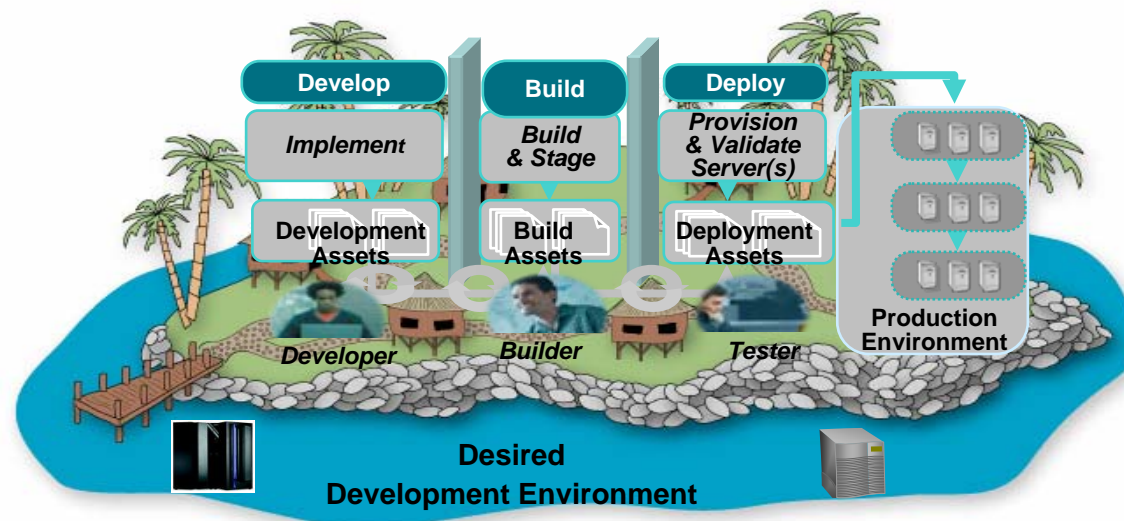 Develop
Build
Deploy
Implement
Build
& Stage
Provision
& Validate
Server(s)
Development
Assets
Build
Assets
Deployment
Assets
Production
Environment
Developer
Builder
Tester
Desired
Development Environment